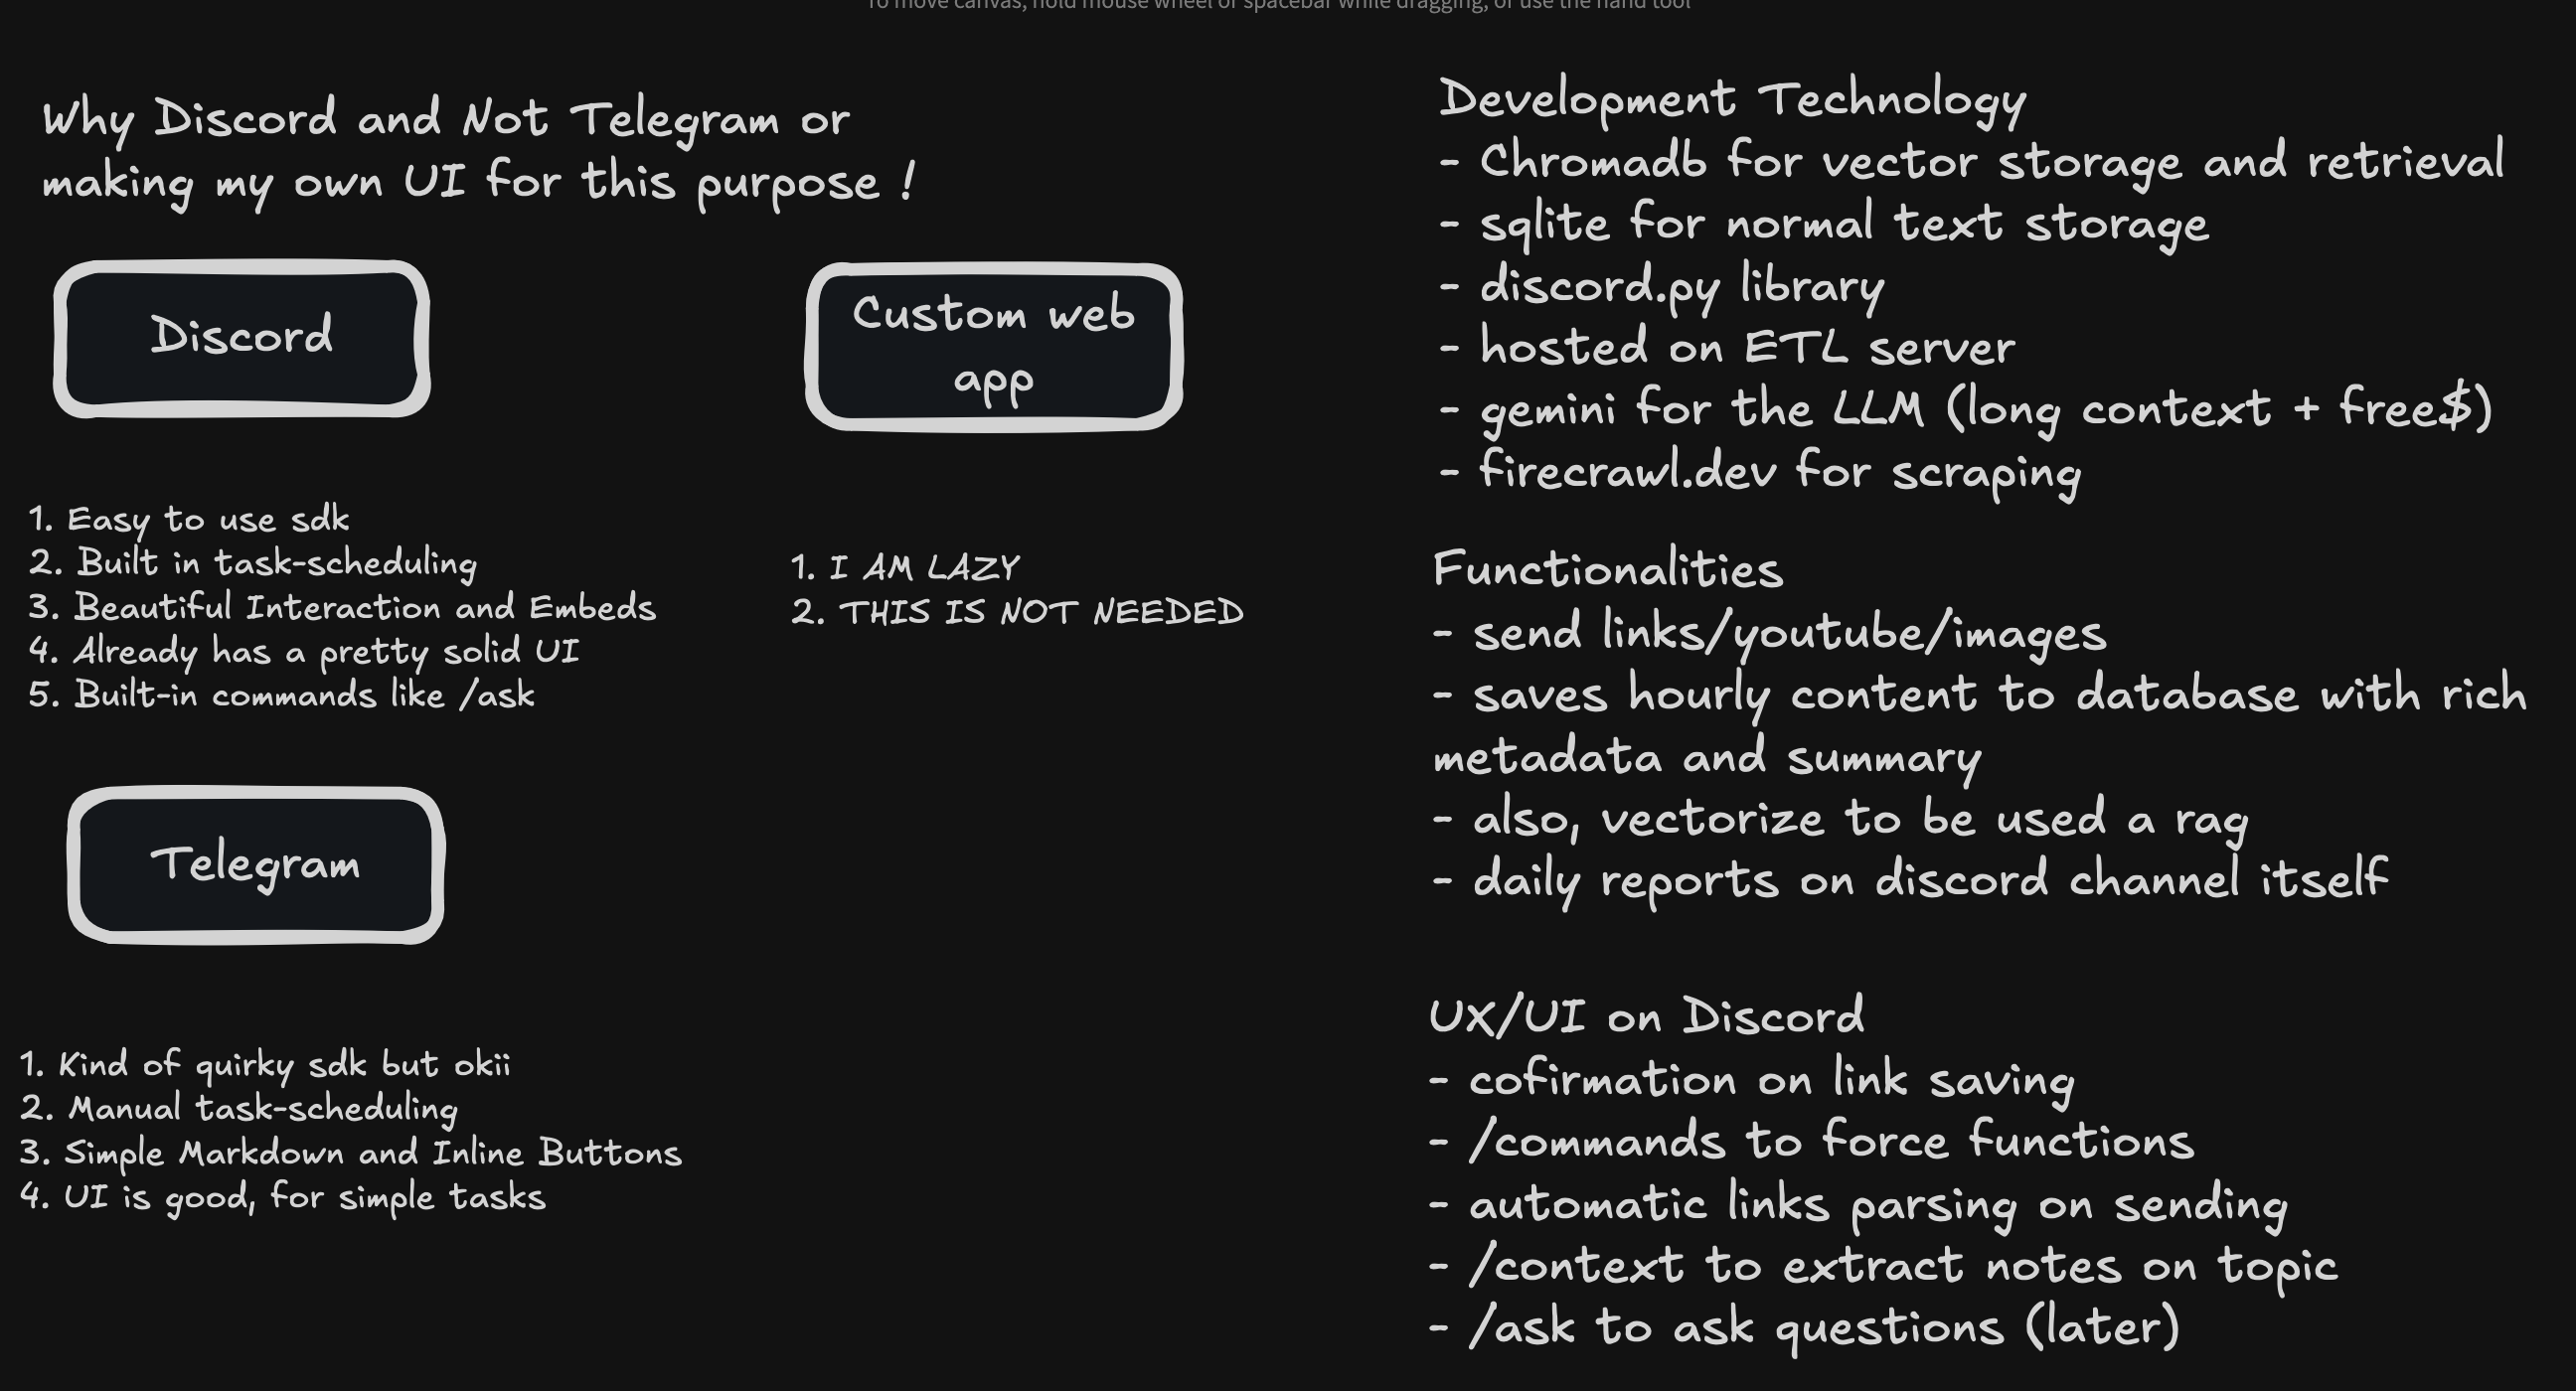 To move canvas, hold mouse wheel or spacebar while dragging, or use the hand tool
Why Discord and Not Telegram or
making my own UI for this purpose !
Discord
1. Easy to use sdk
2. Built in task-scheduling
3. Beautiful Interaction and Embeds
4. Already has a pretty solid UI
5. Built-in commands like /ask
Custom web
app
1. I AM LAZY
2. THIS IS NOT NEEDED
Telegram
1. Kind of quirky sdk but okii
2. Manual task-scheduling
3. Simple Markdown and Inline Buttons
4. UI is good, for simple tasks
Development Technology
- Chromadb for vector storage and retrieval
- sqlite for normal text storage
- discord.py library
- hosted on ETL server
- gemini for the LLM (long context + free$)
- firecrawl.dev for scraping
Functionalities
- send links/youtube/images
- saves hourly content to database with rich
metadata and summary
- also, vectorize to be used a rag
- daily reports on discord channel itself
UX/UI on Discord
- cofirmation on link saving
- /commands to force functions
- automatic links parsing on sending
- /context to extract notes on topic
- /ask to ask questions (later)